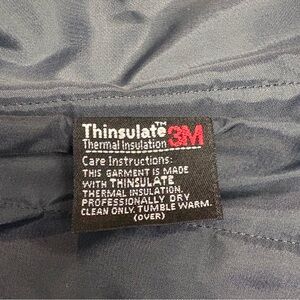 Thinsulate™ 3M
Thermal Insulation
Care Instructions:
THIS GARMENT IS MADE
WITH THINSULATE
THERMAL INSULATION.
PROFESSIONALLY DRY
CLEAN ONLY. TUMBLE WARM.
(OVER)